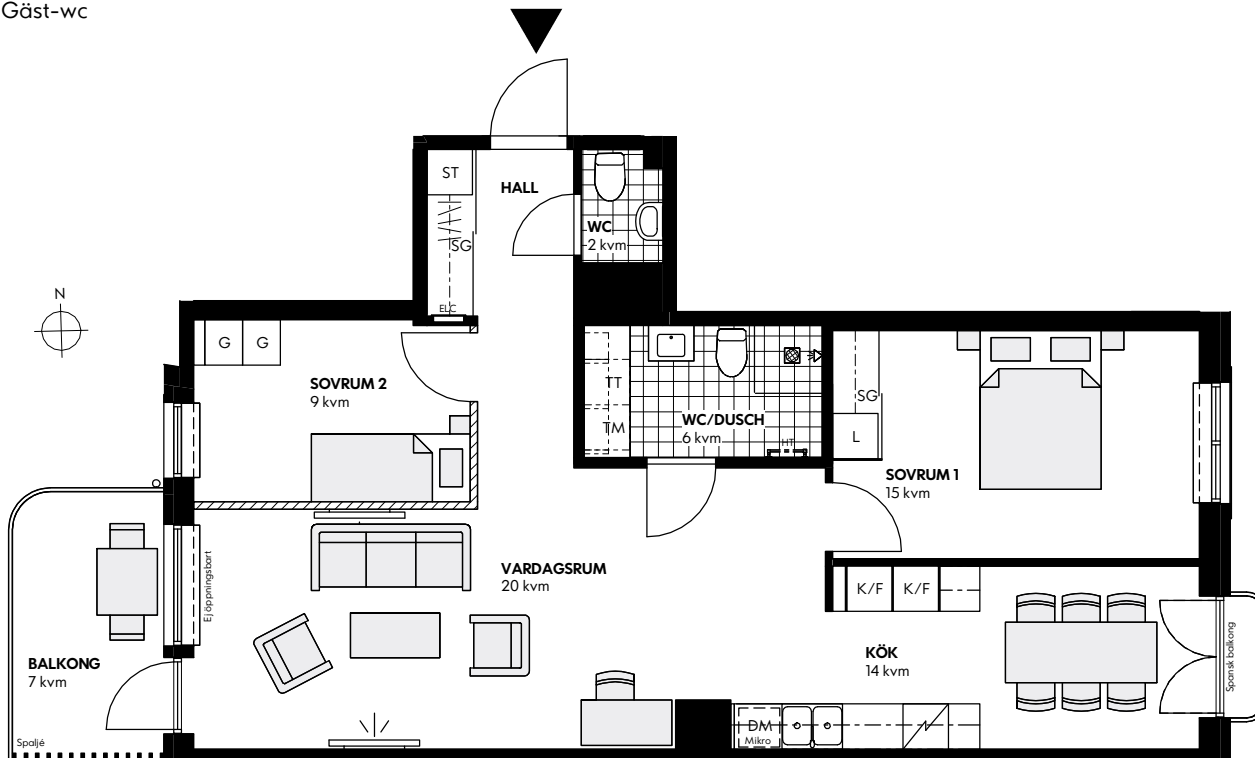 Gäst-wc
ST
HALL
WC
2 kvm
SG
ELC
N
G G
SOVRUM 2
9 kvm
TT
TM
WC/DUSCH
6 kvm
HT
SG
L
SOVRUM 1
15 kvm
Ej öppningsbart
VARDAGSRUM
20 kvm
K/F K/F
KÖK
14 kvm
Spansk balkong
BALKONG
7 kvm
DM
Mikro
Spaljé